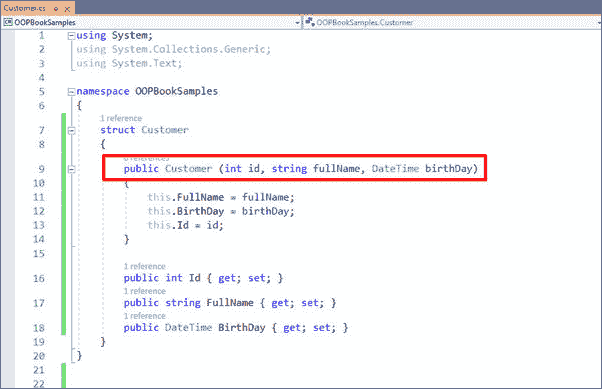 Customer.cs
OOPBookSamples
OOPBookSamples.Customer
1 using System;
2 using System.Collections.Generic;
3 using System.Text;
4
5 namespace OOPBookSamples
6 {
1 reference
7 struct Customer
8 {
0 references
9 public Customer (int id, string fullName, DateTime birthDay)
10 {
11 this.FullName = fullName;
12 this.BirthDay = birthDay;
13 this.Id = id;
14 }
15
1 reference
16 public int Id { get; set; }
1 reference
17 public string FullName { get; set; }
1 reference
18 public DateTime BirthDay { get; set; }
19 }
20 }
21
22